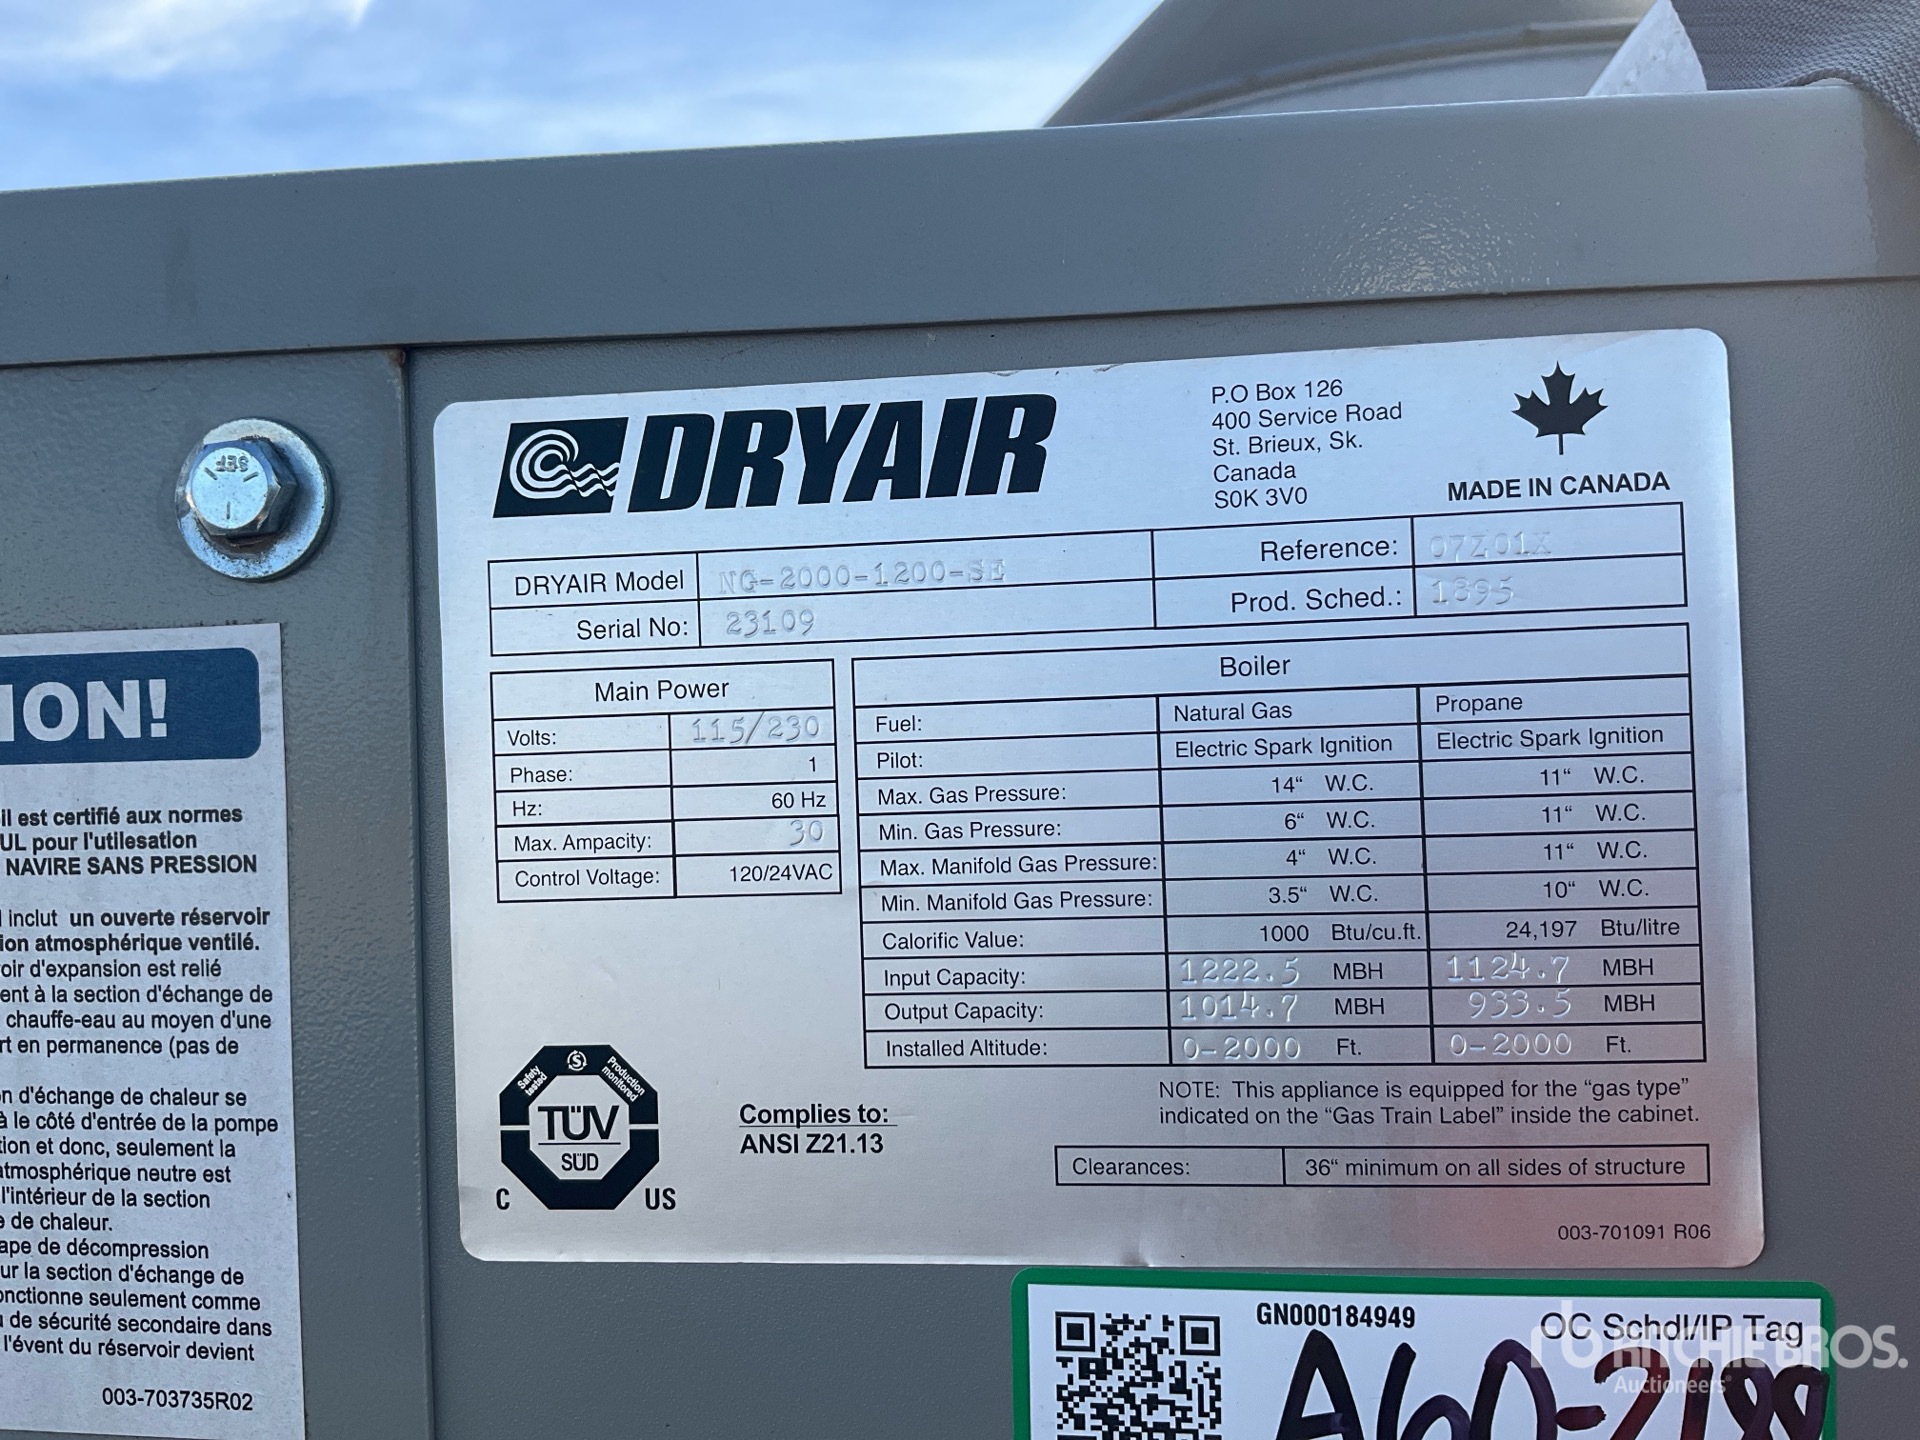 DRYAIR
P.O Box 126
400 Service Road
St. Brieux, Sk.
Canada
S0K 3V0
MADE IN CANADA
DRYAIR Model NG-2000-1200-SE
Serial No: 23109
Reference: 07Z01X
Prod. Sched.: 1895
Main Power
Volts: 115/230
Phase: 1
Hz: 60 Hz
Max. Ampacity: 30
Control Voltage: 120/24VAC
Boiler
Fuel: Natural Gas Propane
Pilot: Electric Spark Ignition Electric Spark Ignition
Max. Gas Pressure: 14“ W.C. 11“ W.C.
Min. Gas Pressure: 6“ W.C. 11“ W.C.
Max. Manifold Gas Pressure: 4“ W.C. 11“ W.C.
Min. Manifold Gas Pressure: 3.5“ W.C. 10“ W.C.
Calorific Value: 1000 Btu/cu.ft. 24,197 Btu/litre
Input Capacity: 1222.5 MBH 1124.7 MBH
Output Capacity: 1014.7 MBH 933.5 MBH
Installed Altitude: 0-2000 Ft. 0-2000 Ft.
NOTE: This appliance is equipped for the “gas type”
indicated on the “Gas Train Label” inside the cabinet.
Clearances: 36“ minimum on all sides of structure
003-701091 R06
Safety tested
Production monitored
TÜV
SÜD
C US
Complies to:
ANSI Z21.13
ION!
il est certifié aux normes
UL pour l'utilesation
NAVIRE SANS PRESSION
inclut un ouverte réservoir
ion atmosphérique ventilé.
oir d'expansion est relié
ent à la section d'échange de
chauffe-eau au moyen d'une
rt en permanence (pas de
n d'échange de chaleur se
à le côté d'entrée de la pompe
tion et donc, seulement la
atmosphérique neutre est
l'intérieur de la section
e de chaleur.
ape de décompression
ur la section d'échange de
onctionne seulement comme
u de sécurité secondaire dans
l'évent du réservoir devient
003-703735R02
GN000184949
OC Schdl/IP Tag
A60-2188
RITCHIE BROS.
Auctioneers
SEF